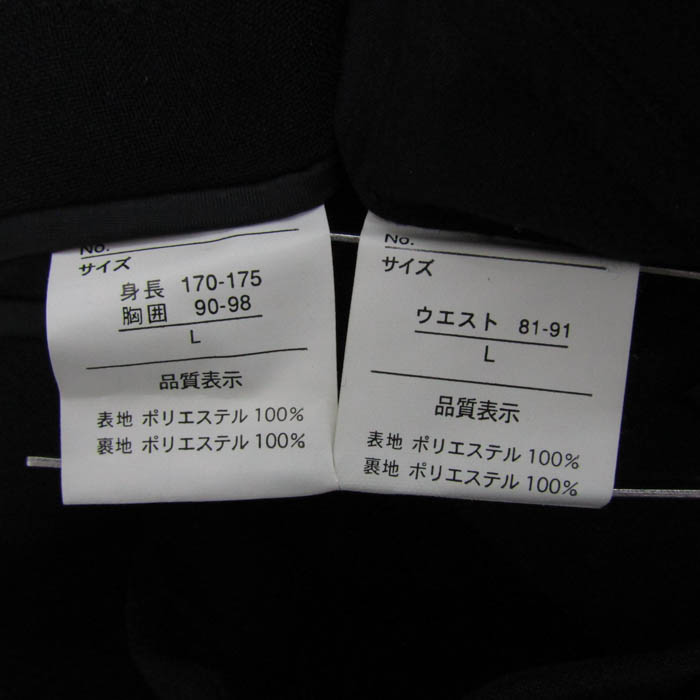 No.
サイズ
身長 170-175
胸囲 90-98
L
品質表示
表地 ポリエステル 100%
裏地 ポリエステル 100%
No.
サイズ
ウエスト 81-91
L
品質表示
表地 ポリエステル 100%
裏地 ポリエステル 100%